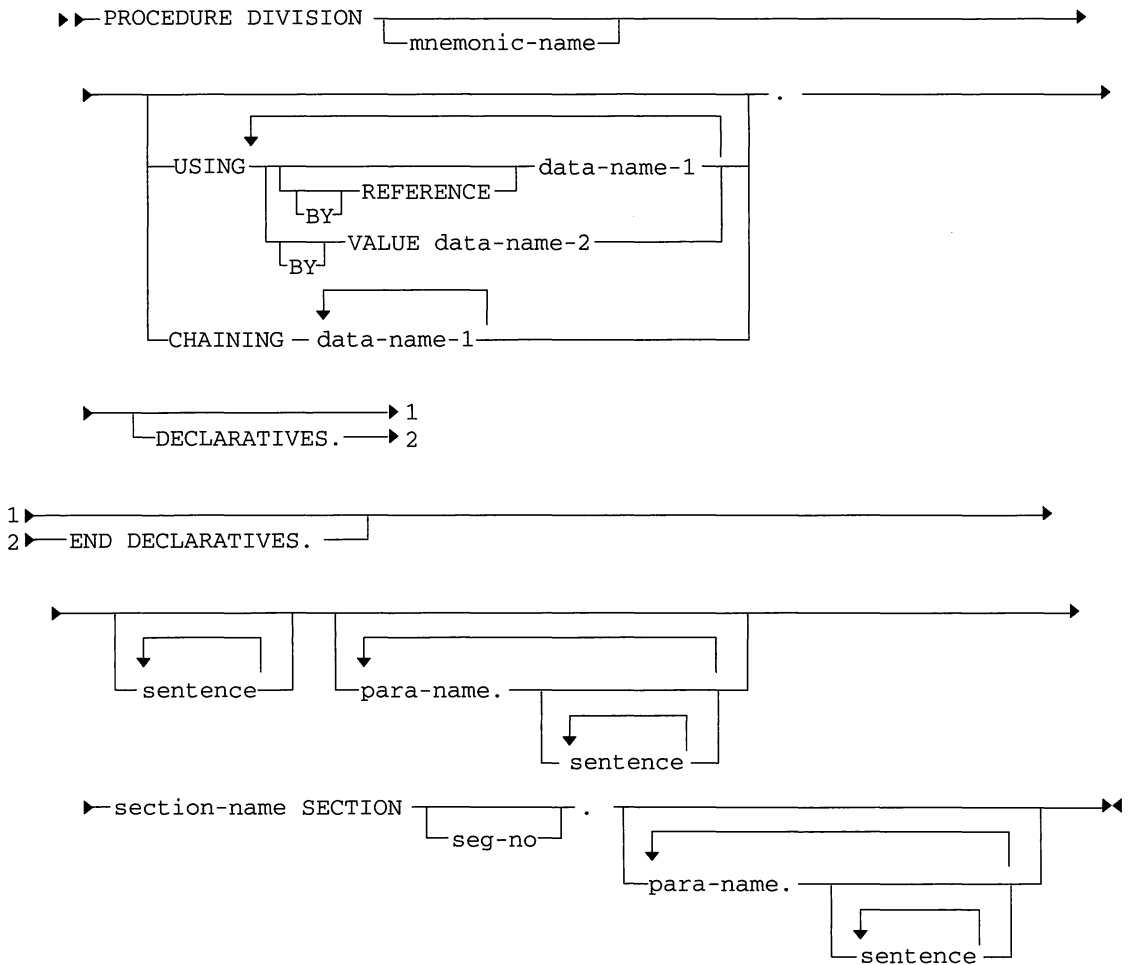 PROCEDURE DIVISION
mnemonic-name
.
USING
data-name-1
REFERENCE
BY
VALUE data-name-2
BY
CHAINING
data-name-1
1
DECLARATIVES.
2
1
2
END DECLARATIVES.
sentence
para-name.
sentence
section-name SECTION
.
seg-no
para-name.
sentence